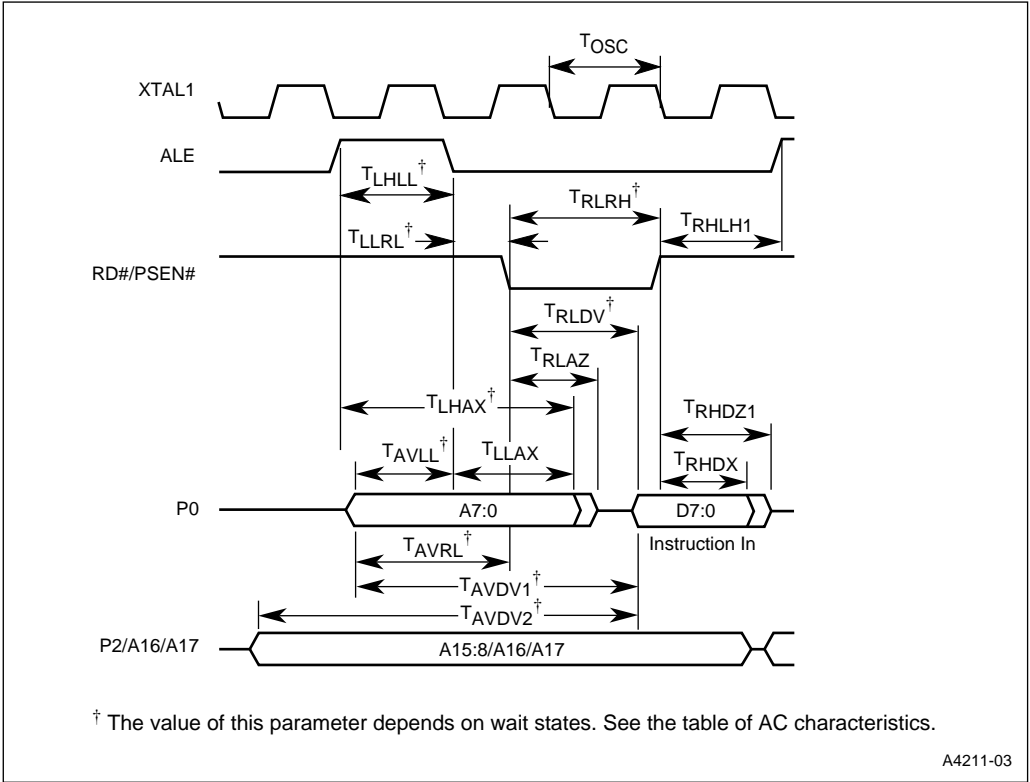 TOSC
XTAL1
ALE
TLHLL†
TRLRH†
TRHLH1
TLLRL†
RD#/PSEN#
TRLDV†
TRLAZ
TLHAX†
TRHDZ1
TAVLL†
TLLAX
TRHDX
P0
A7:0
D7:0
Instruction In
TAVRL†
TAVDV1†
TAVDV2†
P2/A16/A17
A15:8/A16/A17
† The value of this parameter depends on wait states. See the table of AC characteristics.
A4211-03